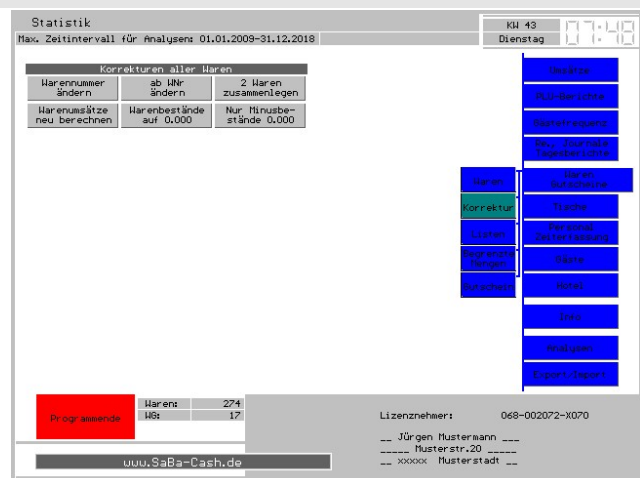 Statistik
KW 43
07:48
Max. Zeitintervall für Analysen: 01.01.2009-31.12.2018
Dienstag
Korrekturen aller Waren
Warennummer ändern
ab WNr ändern
2 Waren zusammenlegen
Warenumsätze neu berechnen
Warenbestände auf 0.000
Nur Minusbe-stände 0.000
Umsätze
PLU-Berichte
Gästefrequenz
Journale
Tagesberichte
Waren
Waren Gutscheine
Korrektur
Tische
Listen
Personal Zeiterfassung
Begrenzte Mengen
Gäste
Gutschein
Hotel
Info
Analysen
Export-Import
Programmende
Waren: 274
WG: 17
Lizenznehmer: 068-002072-X070
__ Jürgen Mustermann ___
_____ Musterstr.20 _____
__ xxxxx Musterstadt __
www.SaBa-Cash.de